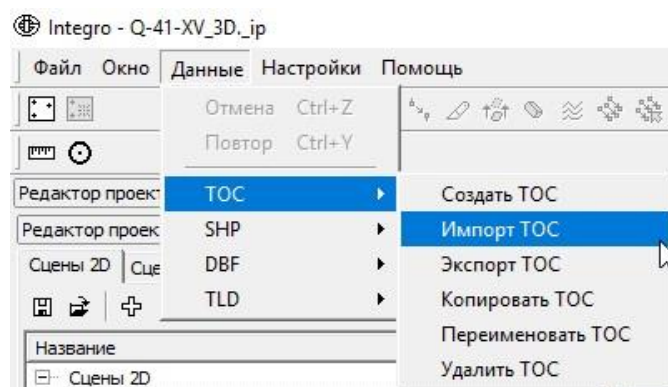 Integro - Q-41-XV_3D._ip
Файл Окно Данные Настройки Помощь
Отмена Ctrl+Z
Повтор Ctrl+Y
Редактор проект
TOC
Создать TOC
Редактор проек
SHP
Импорт TOC
Сцены 2D Сце
DBF
Экспорт TOC
TLD
Копировать TOC
Переименовать TOC
Название
Удалить TOC
Сцены 2D